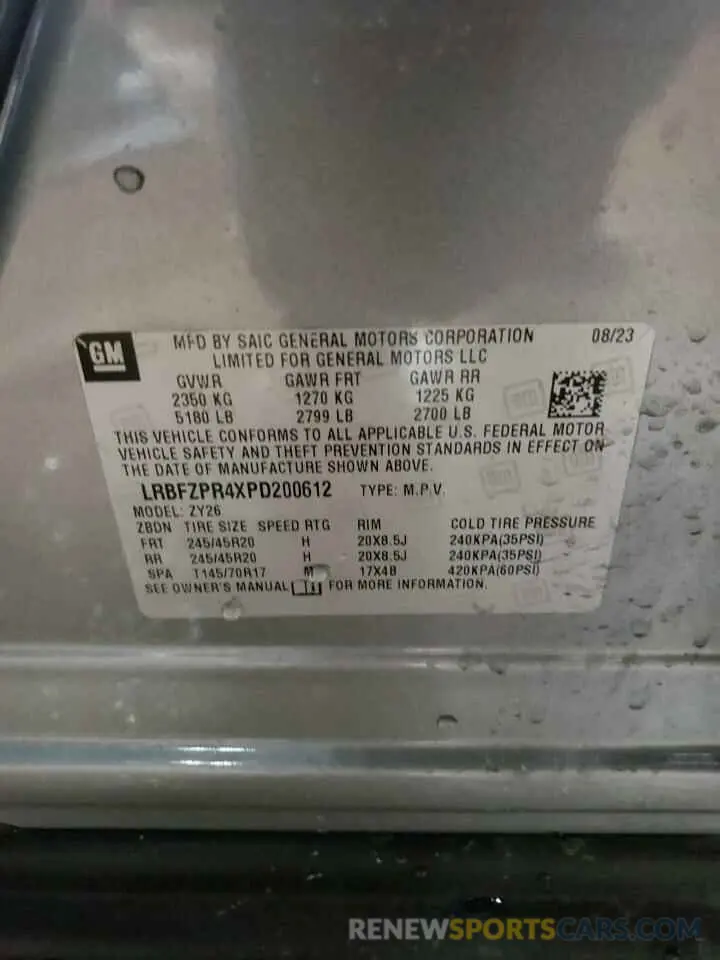 GM
MFD BY SAIC GENERAL MOTORS CORPORATION 08/23
LIMITED FOR GENERAL MOTORS LLC
GVWR GAWR FRT GAWR RR
2350 KG 1270 KG 1225 KG
5180 LB 2799 LB 2700 LB
THIS VEHICLE CONFORMS TO ALL APPLICABLE U.S. FEDERAL MOTOR
VEHICLE SAFETY AND THEFT PREVENTION STANDARDS IN EFFECT ON
THE DATE OF MANUFACTURE SHOWN ABOVE.
LRBFZPR4XPD200612 TYPE: M.P.V.
MODEL: ZY26
ZBDN TIRE SIZE SPEED RTG RIM COLD TIRE PRESSURE
FRT 245/45R20 H 20X8.5J 240KPA(35PSI)
RR 245/45R20 H 20X8.5J 240KPA(35PSI)
SPA T145/70R17 M 17X4B 420KPA(60PSI)
SEE OWNER'S MANUAL FOR MORE INFORMATION.
RENEWSPORTSCARS.COM